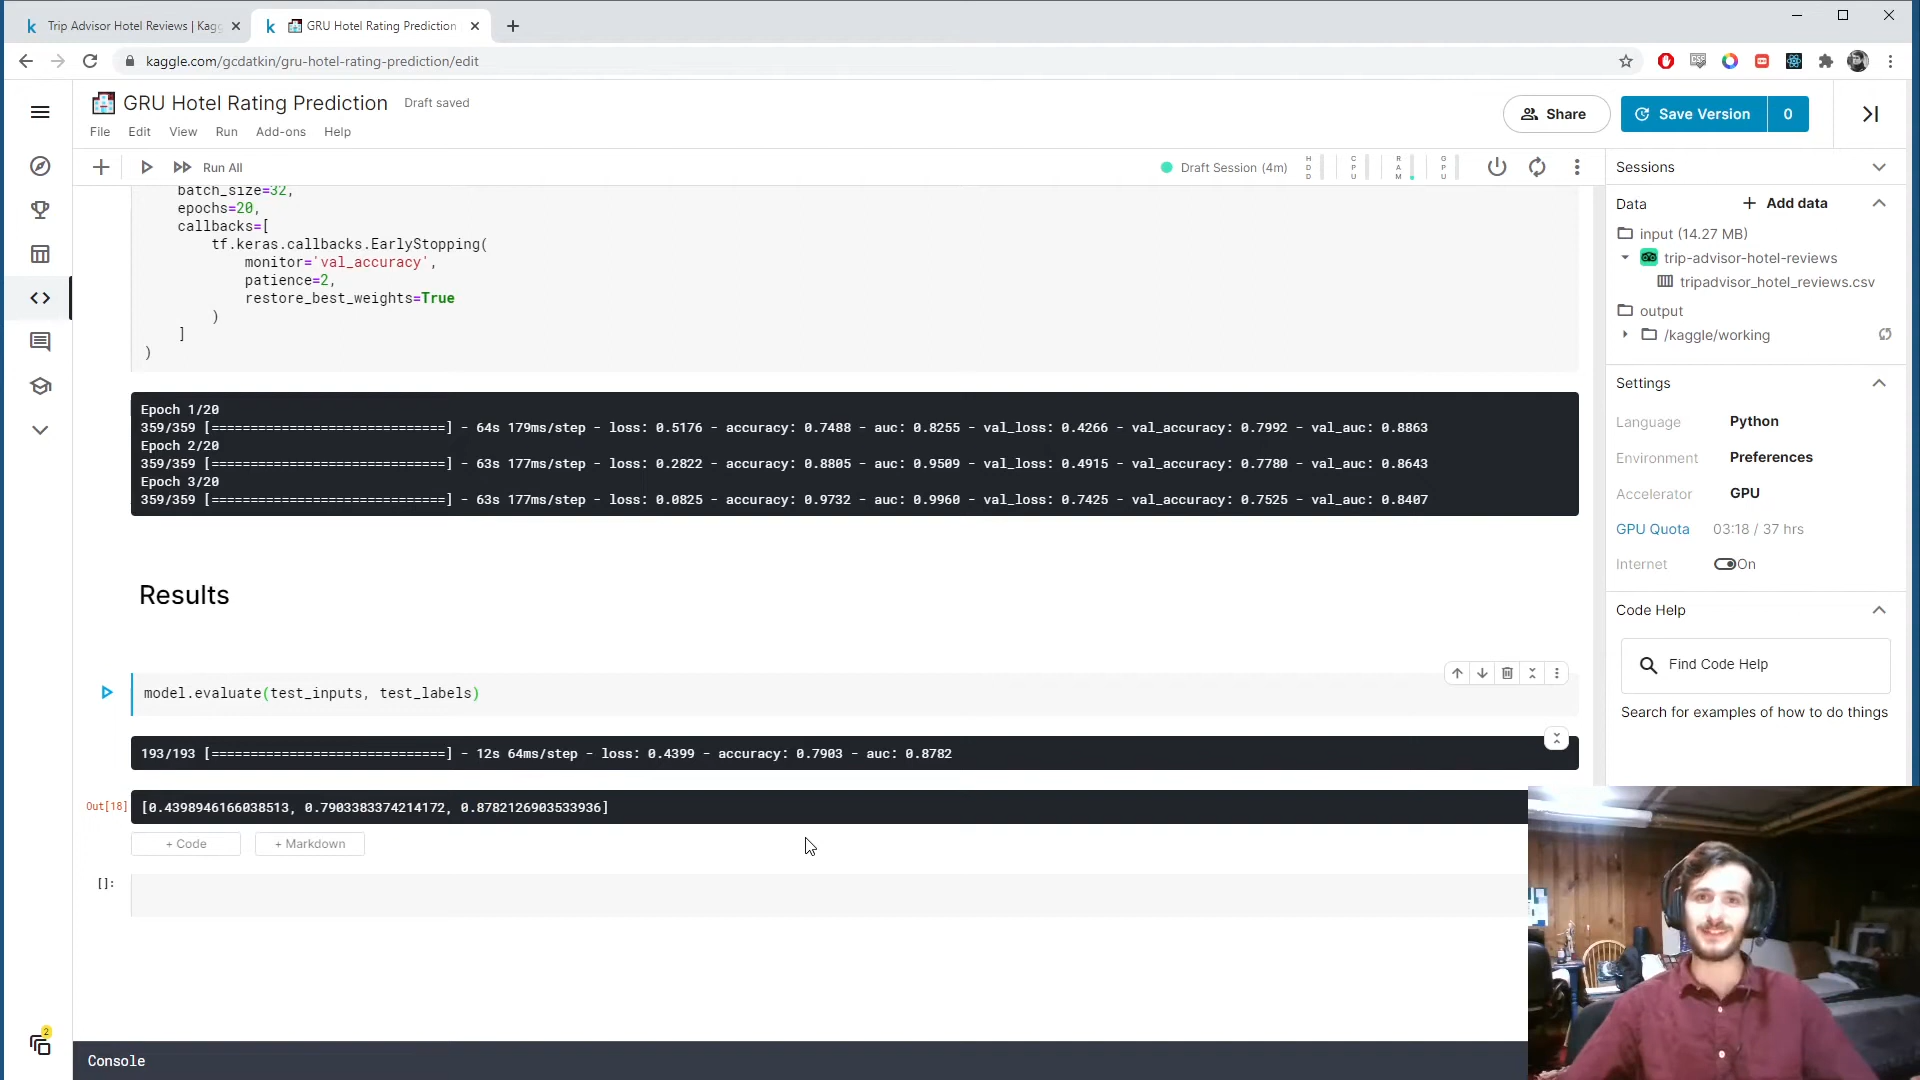 Trip Advisor Hotel Reviews | Kagg
GRU Hotel Rating Prediction
kaggle.com/gcdatkin/gru-hotel-rating-prediction/edit
GRU Hotel Rating Prediction
Draft saved
File Edit View Run Add-ons Help
Share
Save Version 0
Run All
Draft Session (4m)
HDD
CPU
RAM
GPU
batch_size=32,
epochs=20,
callbacks=[
tf.keras.callbacks.EarlyStopping(
monitor='val_accuracy',
patience=2,
restore_best_weights=True
)
]
)
Epoch 1/20
359/359 [==============================] - 64s 179ms/step - loss: 0.5176 - accuracy: 0.7488 - auc: 0.8255 - val_loss: 0.4266 - val_accuracy: 0.7992 - val_auc: 0.8863
Epoch 2/20
359/359 [==============================] - 63s 177ms/step - loss: 0.2822 - accuracy: 0.8805 - auc: 0.9509 - val_loss: 0.4915 - val_accuracy: 0.7780 - val_auc: 0.8643
Epoch 3/20
359/359 [==============================] - 63s 177ms/step - loss: 0.0825 - accuracy: 0.9732 - auc: 0.9960 - val_loss: 0.7425 - val_accuracy: 0.7525 - val_auc: 0.8407
Results
model.evaluate(test_inputs, test_labels)
193/193 [==============================] - 12s 64ms/step - loss: 0.4399 - accuracy: 0.7903 - auc: 0.8782
Out[18]
[0.4398946166038513, 0.7903383374214172, 0.8782126903533936]
+ Code
+ Markdown
[]:
Console
2
Sessions
Data
+ Add data
input (14.27 MB)
trip-advisor-hotel-reviews
tripadvisor_hotel_reviews.csv
output
/kaggle/working
Settings
Language Python
Environment Preferences
Accelerator GPU
GPU Quota 03:18 / 37 hrs
Internet On
Code Help
Find Code Help
Search for examples of how to do things